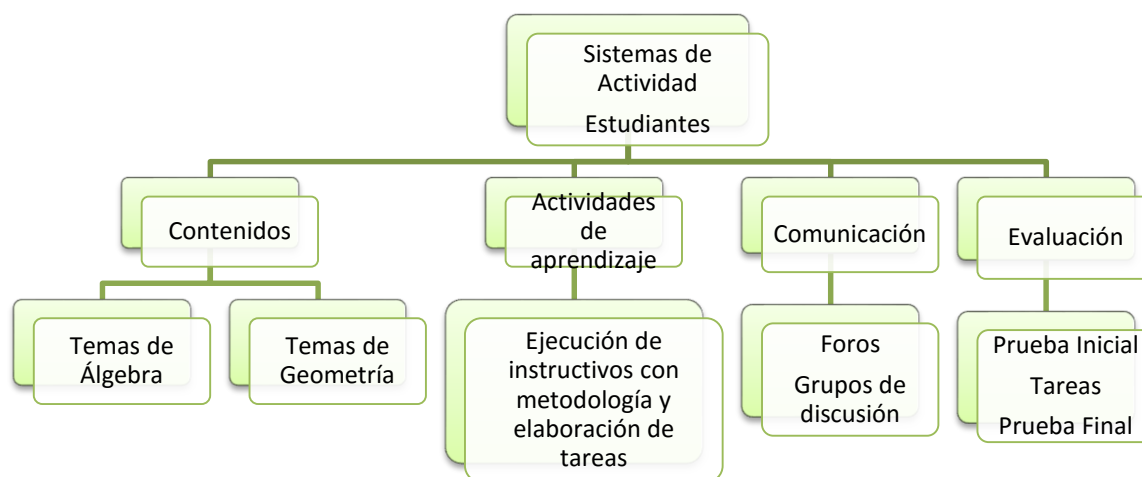 Sistemas de
Actividad
Estudiantes
Contenidos
Actividades
de
aprendizaje
Comunicación
Evaluación
Temas de
Álgebra
Temas de
Geometría
Ejecución de
instructivos con
metodología y
elaboración de
tareas
Foros
Grupos de
discusión
Prueba Inicial
Tareas
Prueba Final